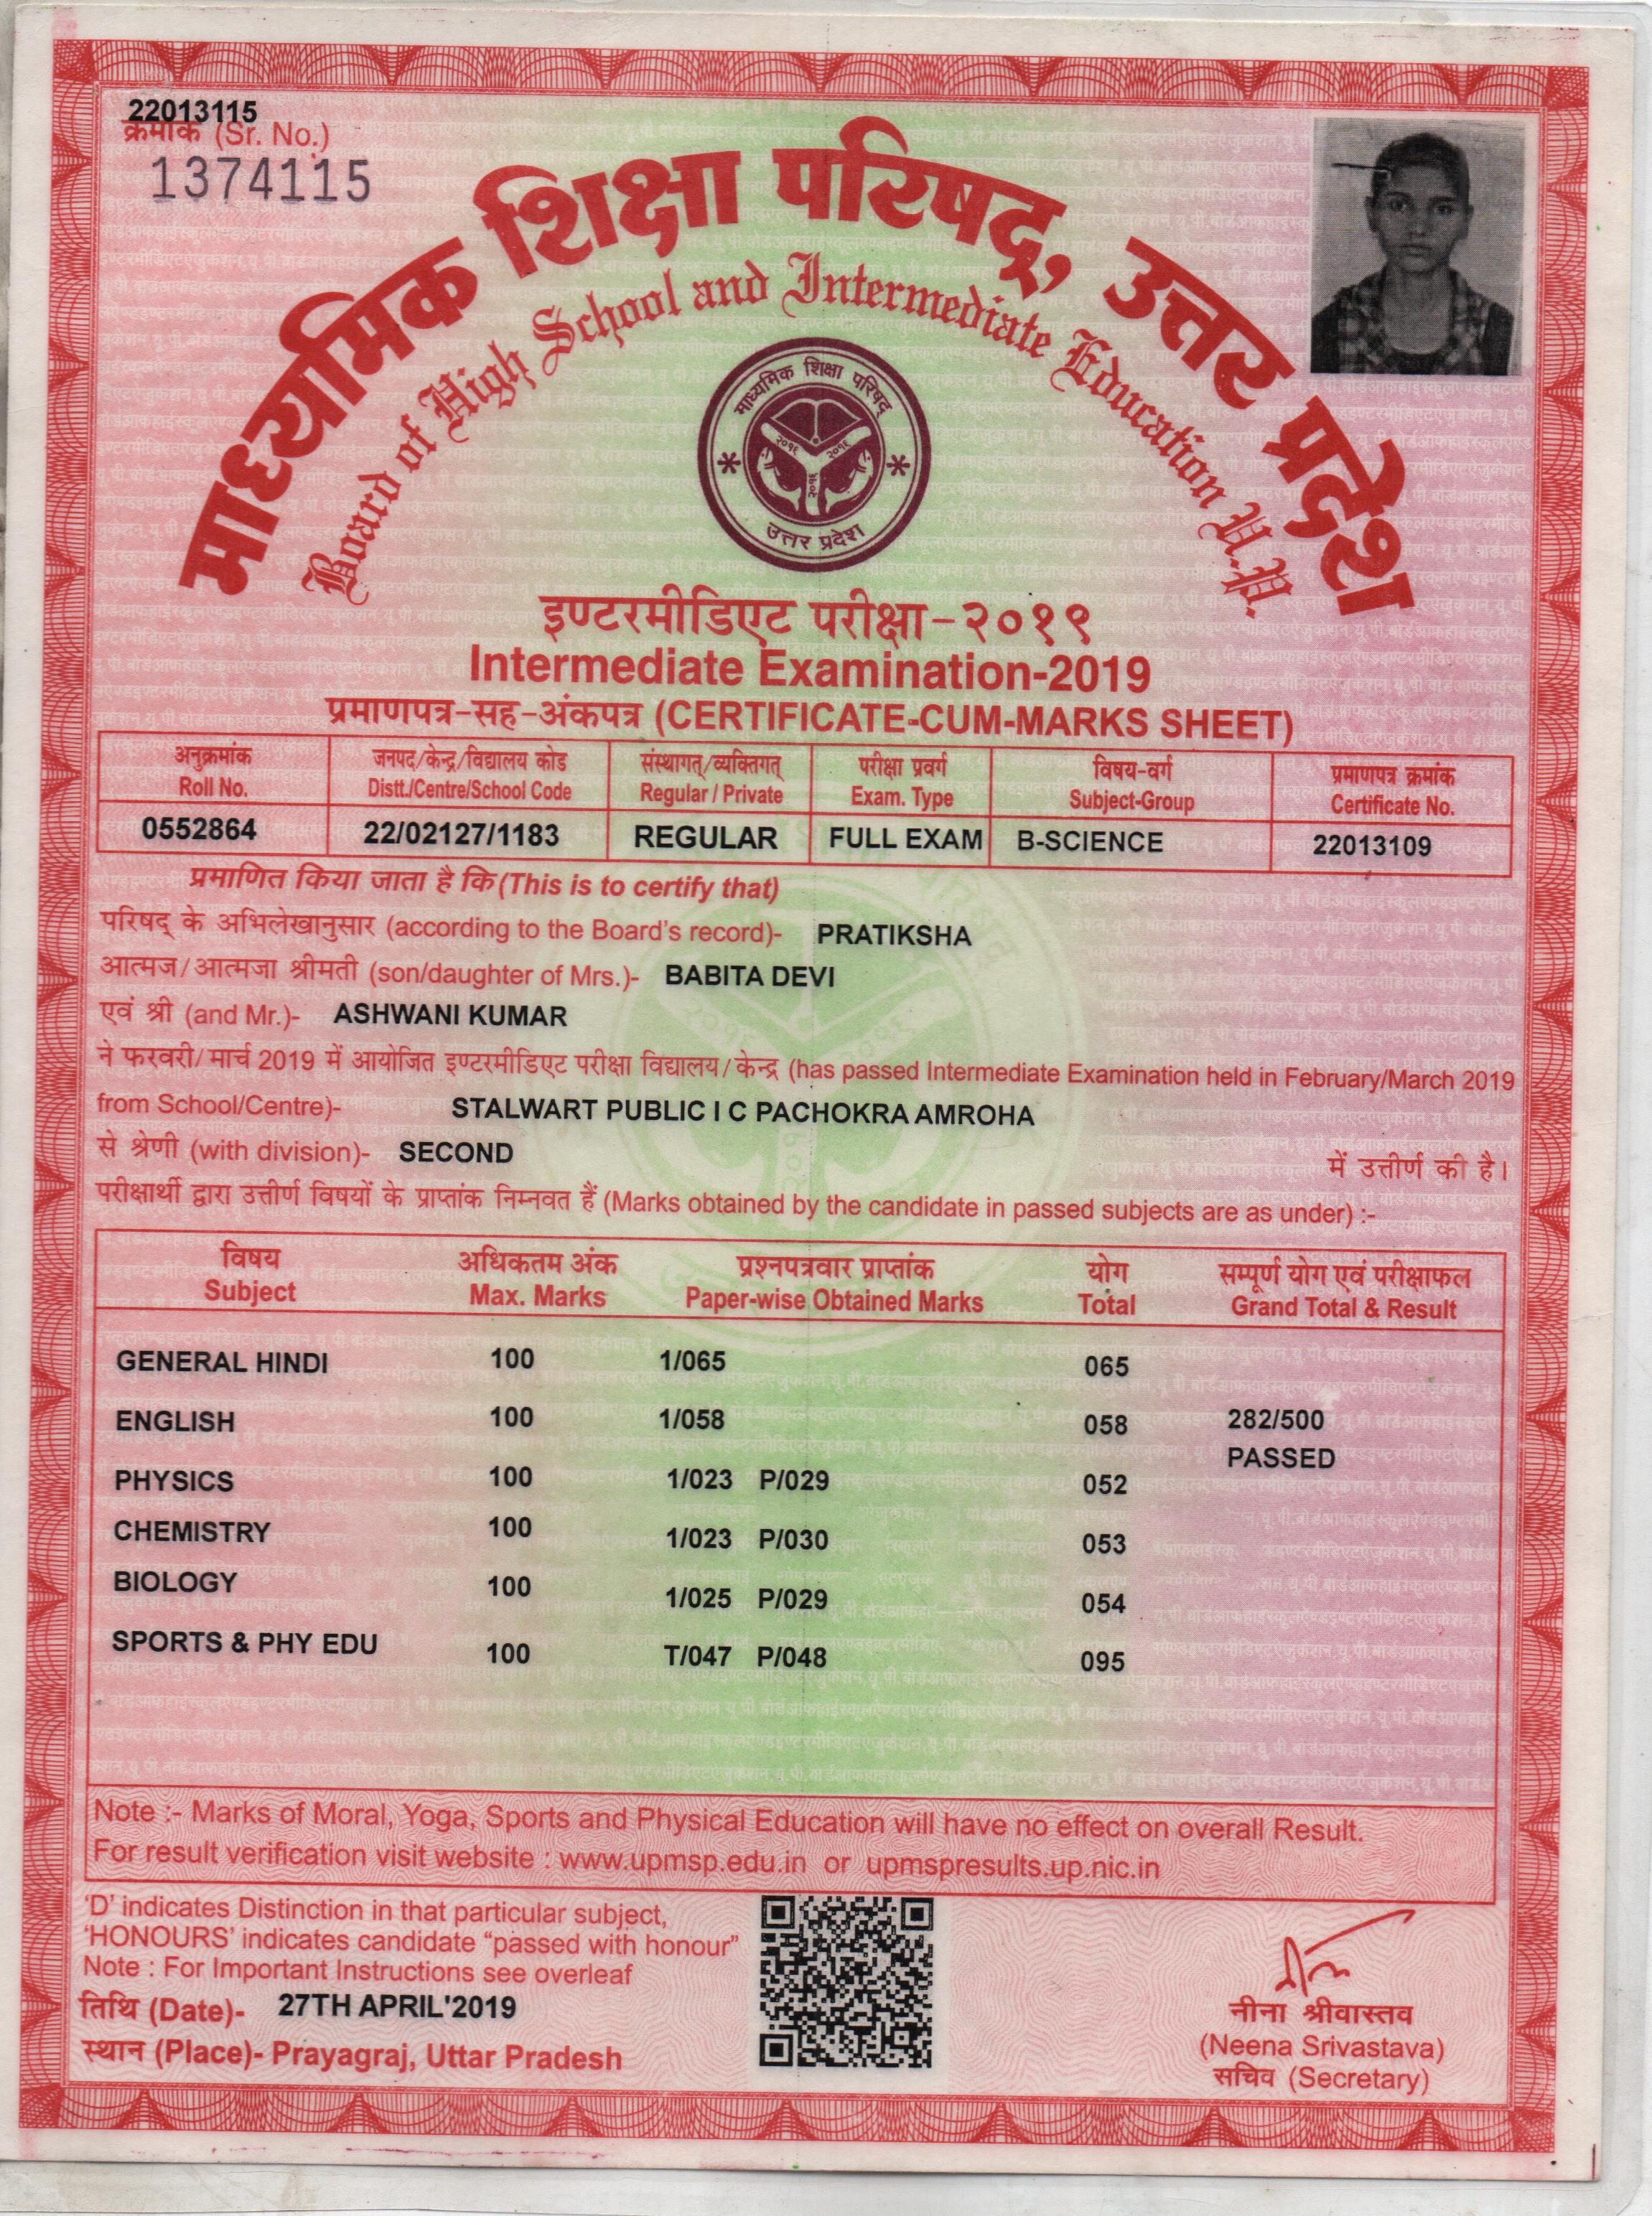 22013115
क्रमांक (Sr. No.)
1374115
माध्यमिक शिक्षा परिषद्, उत्तर प्रदेश
Board of High School and Intermediate Education U.P.
माध्यमिक शिक्षा परिषद्
२०१६ २०१६
२०१६
उत्तर प्रदेश
इण्टरमीडिएट परीक्षा-२०१९
Intermediate Examination-2019
प्रमाणपत्र-सह-अंकपत्र (CERTIFICATE-CUM-MARKS SHEET)
अनुक्रमांक जनपद/केन्द्र/विद्यालय कोड संस्थागत्/व्यक्तिगत् परीक्षा प्रवर्ग विषय-वर्ग प्रमाणपत्र क्रमांक
Roll No. Distt./Centre/School Code Regular / Private Exam. Type Subject-Group Certificate No.
0552864 22/02127/1183 REGULAR FULL EXAM B-SCIENCE 22013109
प्रमाणित किया जाता है कि (This is to certify that)
परिषद् के अभिलेखानुसार (according to the Board's record)- PRATIKSHA
आत्मज/आत्मजा श्रीमती (son/daughter of Mrs.)- BABITA DEVI
एवं श्री (and Mr.)- ASHWANI KUMAR
ने फरवरी/मार्च 2019 में आयोजित इण्टरमीडिएट परीक्षा विद्यालय/केन्द्र (has passed Intermediate Examination held in February/March 2019
from School/Centre)- STALWART PUBLIC I C PACHOKRA AMROHA
से श्रेणी (with division)- SECOND में उत्तीर्ण की है।
परीक्षार्थी द्वारा उत्तीर्ण विषयों के प्राप्तांक निम्नवत हैं (Marks obtained by the candidate in passed subjects are as under) :-
विषय अधिकतम अंक प्रश्नपत्रवार प्राप्तांक योग सम्पूर्ण योग एवं परीक्षाफल
Subject Max. Marks Paper-wise Obtained Marks Total Grand Total & Result
GENERAL HINDI 100 1/065 065
ENGLISH 100 1/058 058 282/500
PASSED
PHYSICS 100 1/023 P/029 052
CHEMISTRY 100 1/023 P/030 053
BIOLOGY 100 1/025 P/029 054
SPORTS & PHY EDU 100 T/047 P/048 095
Note :- Marks of Moral, Yoga, Sports and Physical Education will have no effect on overall Result.
For result verification visit website : www.upmsp.edu.in or upmspresults.up.nic.in
'D' indicates Distinction in that particular subject,
'HONOURS' indicates candidate "passed with honour"
Note : For Important Instructions see overleaf
तिथि (Date)- 27TH APRIL'2019
स्थान (Place)- Prayagraj, Uttar Pradesh
नीना श्रीवास्तव
(Neena Srivastava)
सचिव (Secretary)